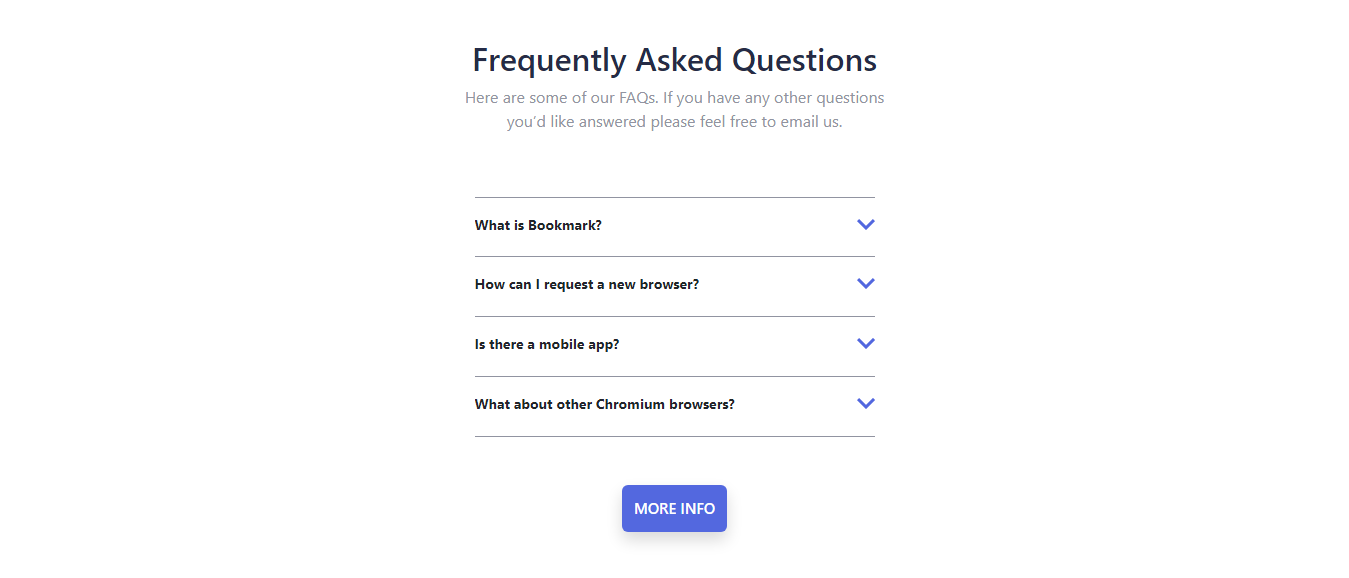 Frequently Asked Questions
Here are some of our FAQs. If you have any other questions
you’d like answered please feel free to email us.
What is Bookmark?
How can I request a new browser?
Is there a mobile app?
What about other Chromium browsers?
MORE INFO